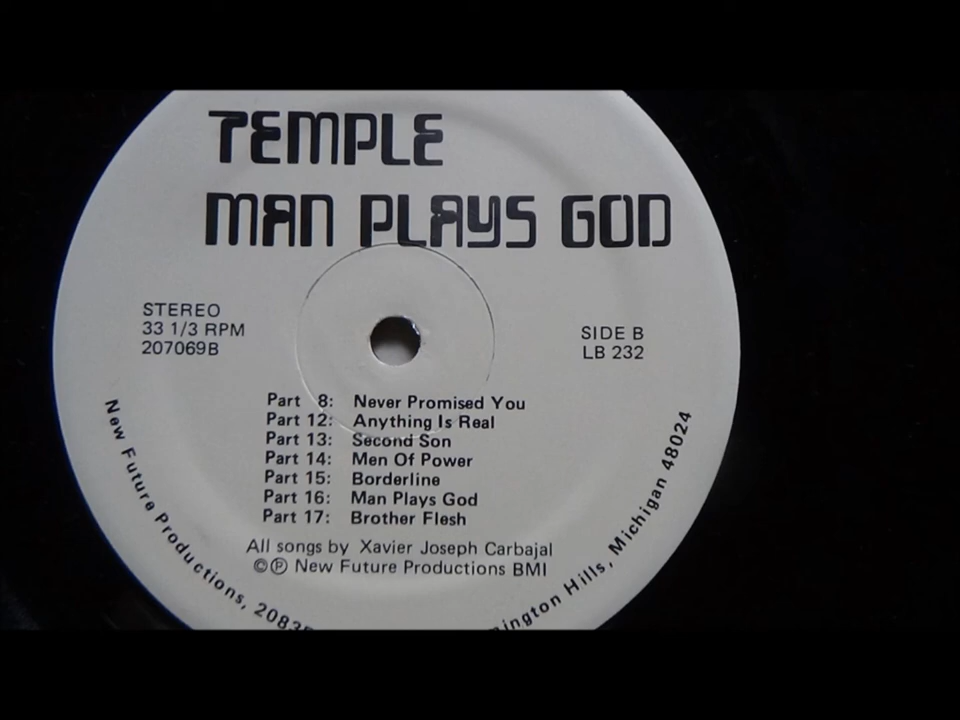 TEMPLE
MAN PLAYS GOD
STEREO
33 1/3 RPM
207069B
SIDE B
LB 232
Part 8: Never Promised You
Part 12: Anything Is Real
Part 13: Second Son
Part 14: Men Of Power
Part 15: Borderline
Part 16: Man Plays God
Part 17: Brother Flesh
All songs by Xavier Joseph Carbajal
©℗ New Future Productions BMI
New Future Productions, 2083
mington Hills, Michigan 48024